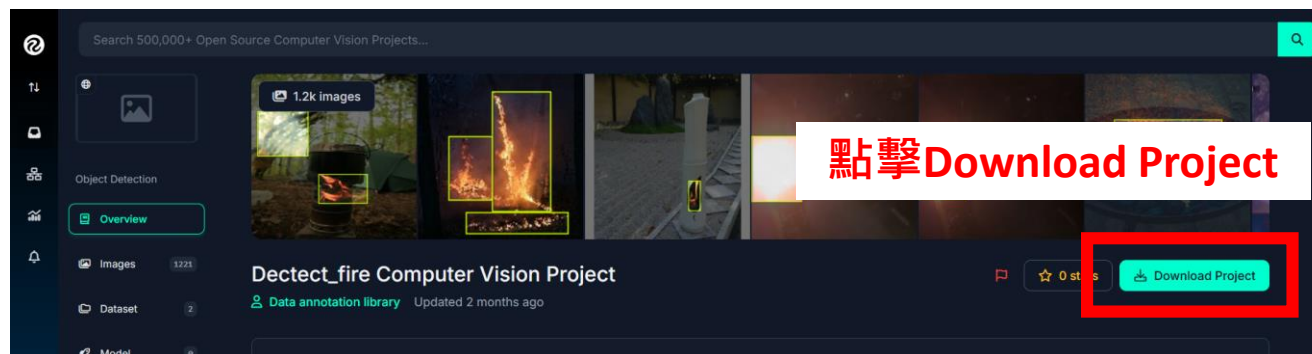 Search 500,000+ Open Source Computer Vision Projects...
1.2k images
點擊Download Project
Object Detection
Overview
Images 1221
Dectect_fire Computer Vision Project
0 st s
Download Project
Data annotation library Updated 2 months ago
Dataset 2
Model 0